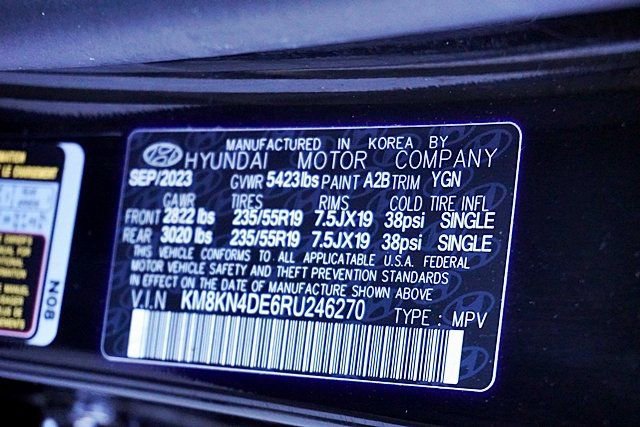 MANUFACTURED IN KOREA BY
HYUNDAI MOTOR COMPANY
SEP/2023 GVWR 5423lbs PAINT A2B TRIM YGN
GAWR TIRES RIMS COLD TIRE INFL
FRONT 2822 lbs 235/55R19 7.5JX19 38psi SINGLE
REAR 3020 lbs 235/55R19 7.5JX19 38psi SINGLE
THIS VEHICLE CONFORMS TO ALL APPLICATABLE U.S.A. FEDERAL
MOTOR VEHICLE SAFETY AND THEFT PREVENTION STANDARDS
IN EFFECT ON THE DATE OF MANUFACTURE SHOWN ABOVE
V.I.N KM8KN4DE6RU246270
TYPE : MPV
NO8